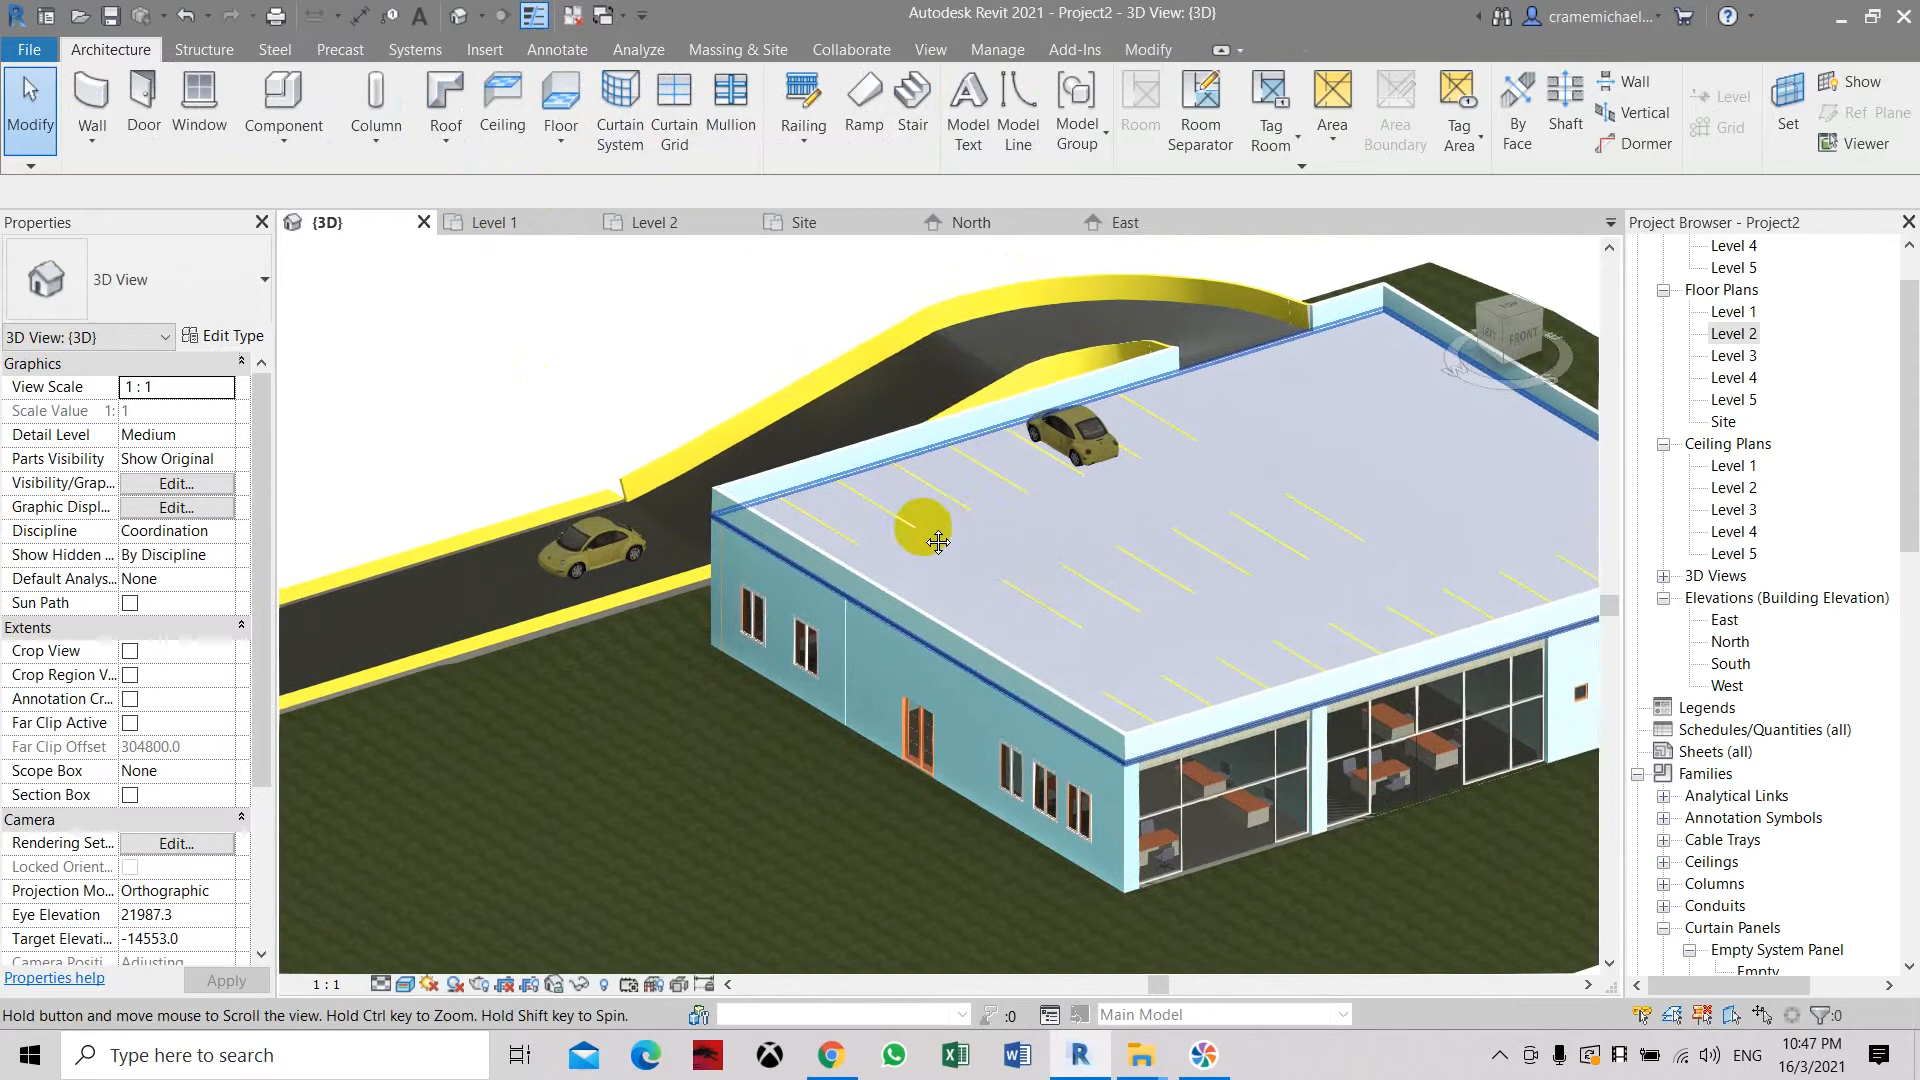 Autodesk Revit 2021 - Project2 - 3D View: {3D}
cramemichael...
File Architecture Structure Steel Precast Systems Insert Annotate Analyze Massing & Site Collaborate View Manage Add-Ins Modify
Modify
Wall
Door
Window
Component
Column
Roof
Ceiling
Floor
Curtain System
Curtain Grid
Mullion
Railing
Ramp
Stair
Model Text
Model Line
Model Group
Room
Room Separator
Tag Room
Area
Area Boundary
Tag Area
By Face
Shaft
Wall
Vertical
Dormer
Level
Grid
Set
Show
Ref Plane
Viewer
Properties
{3D}
Level 1
Level 2
Site
North
East
Project Browser - Project2
3D View
3D View: {3D}
Edit Type
Graphics
View Scale 1 : 1
Scale Value 1: 1
Detail Level Medium
Parts Visibility Show Original
Visibility/Grap... Edit...
Graphic Displ... Edit...
Discipline Coordination
Show Hidden ... By Discipline
Default Analys... None
Sun Path
Extents
Crop View
Crop Region V...
Annotation Cr...
Far Clip Active
Far Clip Offset 304800.0
Scope Box None
Section Box
Camera
Rendering Set... Edit...
Locked Orient...
Projection Mo... Orthographic
Eye Elevation 21987.3
Target Elevati... -14553.0
Camera Positi... Adjusting
Properties help
Apply
TOP
LEFT
FRONT
W
Level 4
Level 5
Floor Plans
Level 1
Level 2
Level 3
Level 4
Level 5
Site
Ceiling Plans
Level 1
Level 2
Level 3
Level 4
Level 5
3D Views
Elevations (Building Elevation)
East
North
South
West
Legends
Schedules/Quantities (all)
Sheets (all)
Families
Analytical Links
Annotation Symbols
Cable Trays
Ceilings
Columns
Conduits
Curtain Panels
Empty System Panel
Empty
1 : 1
Hold button and move mouse to Scroll the view. Hold Ctrl key to Zoom. Hold Shift key to Spin.
:0
Main Model
:0
Type here to search
ENG
10:47 PM
16/3/2021